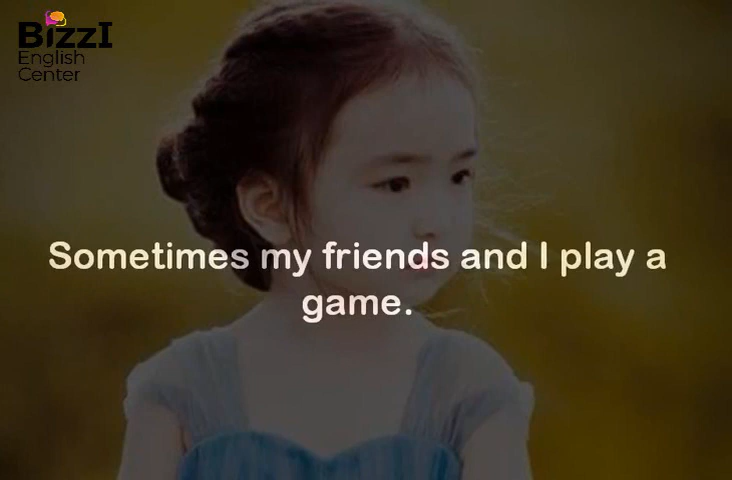 BizzI
English
Center
Sometimes my friends and I play a
game.